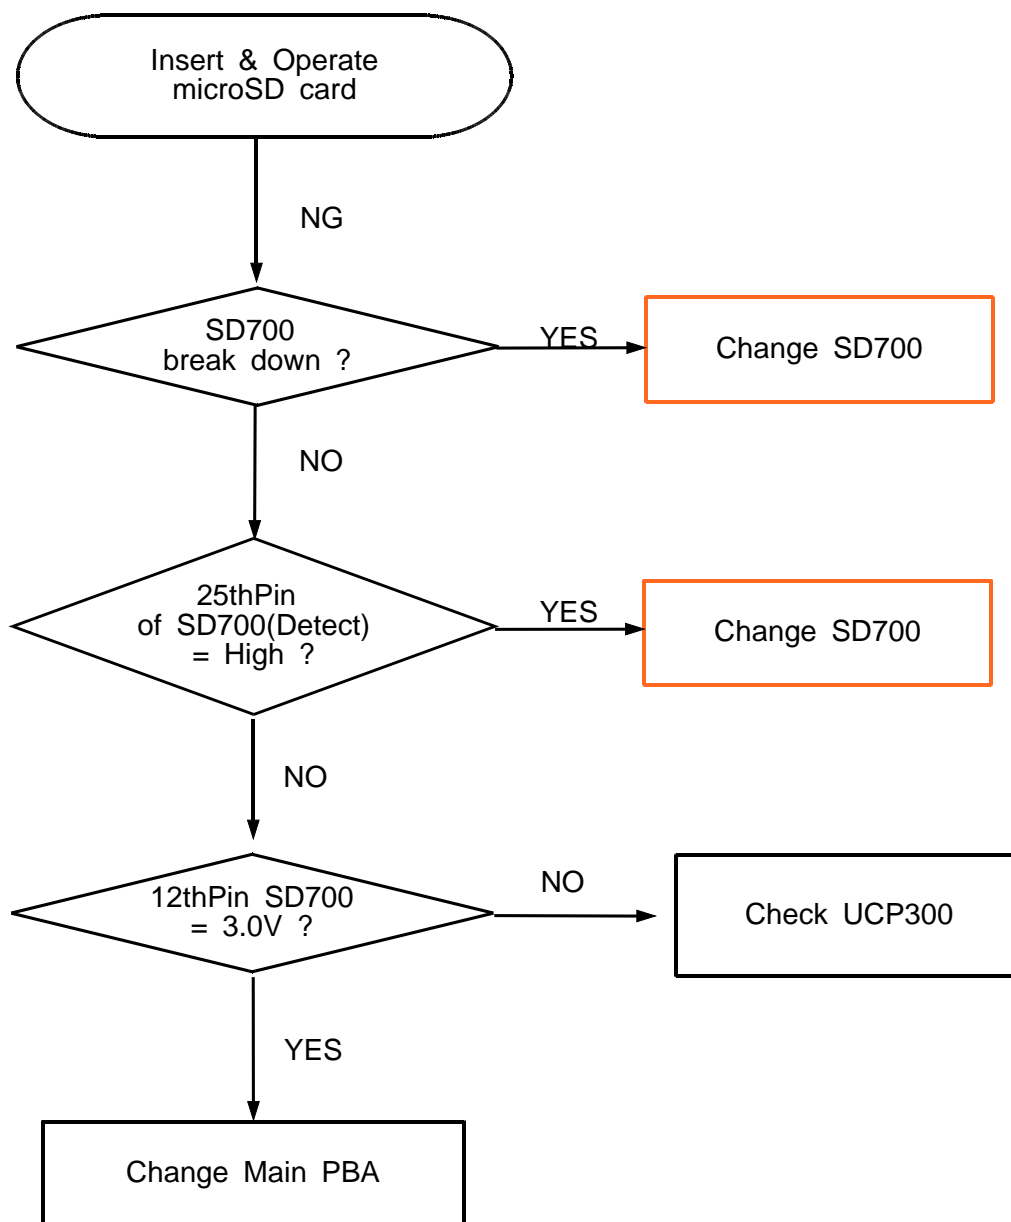 Insert & Operate
microSD card
NG
SD700
break down ?
YES
Change SD700
NO
25thPin
of SD700(Detect)
= High ?
YES
Change SD700
NO
12thPin SD700
= 3.0V ?
NO
Check UCP300
YES
Change Main PBA